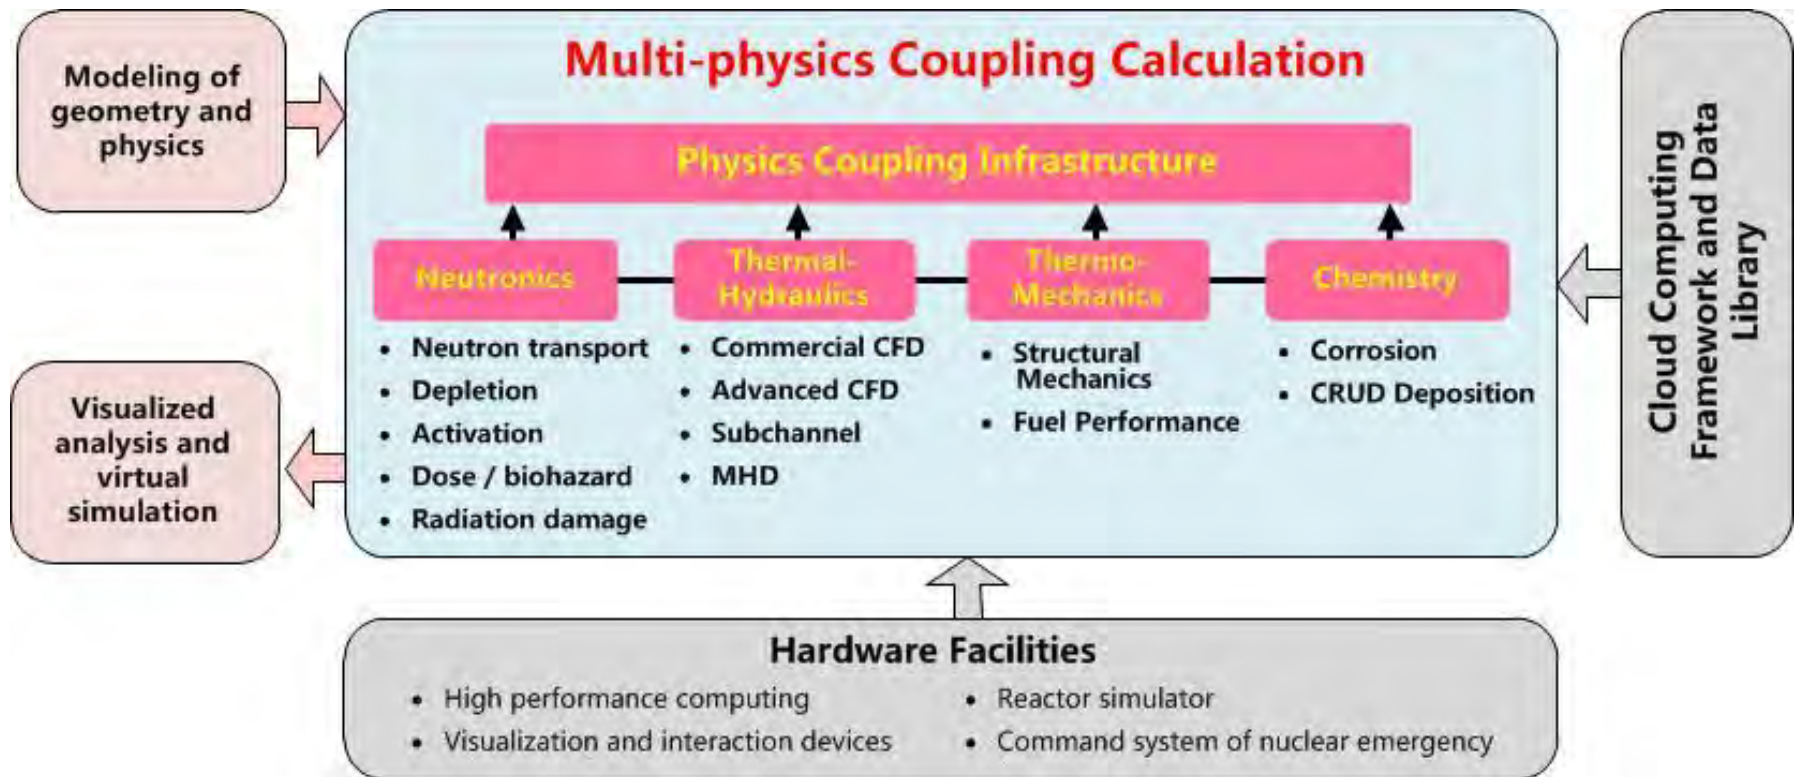 Modeling of
geometry and
physics
Visualized
analysis and
virtual
simulation
Multi-physics Coupling Calculation
Physics Coupling Infrastructure
Neutronics
• Neutron transport
• Depletion
• Activation
• Dose / biohazard
• Radiation damage
Thermal-
Hydraulics
• Commercial CFD
• Advanced CFD
• Subchannel
• MHD
Thermo-
Mechanics
• Structural
Mechanics
• Fuel Performance
Chemistry
• Corrosion
• CRUD Deposition
Cloud Computing
Framework and Data
Library
Hardware Facilities
• High performance computing
• Visualization and interaction devices
• Reactor simulator
• Command system of nuclear emergency